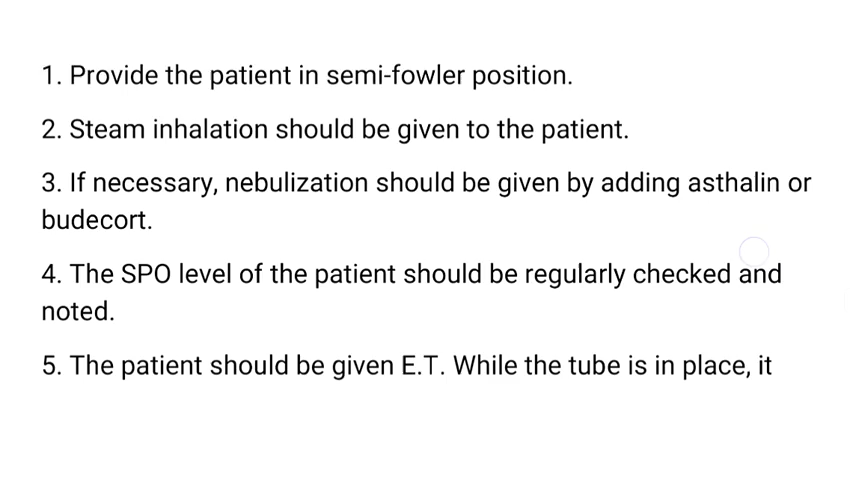 1. Provide the patient in semi-fowler position.
2. Steam inhalation should be given to the patient.
3. If necessary, nebulization should be given by adding asthalin or
budecort.
4. The SPO level of the patient should be regularly checked and
noted.
5. The patient should be given E.T. While the tube is in place, it